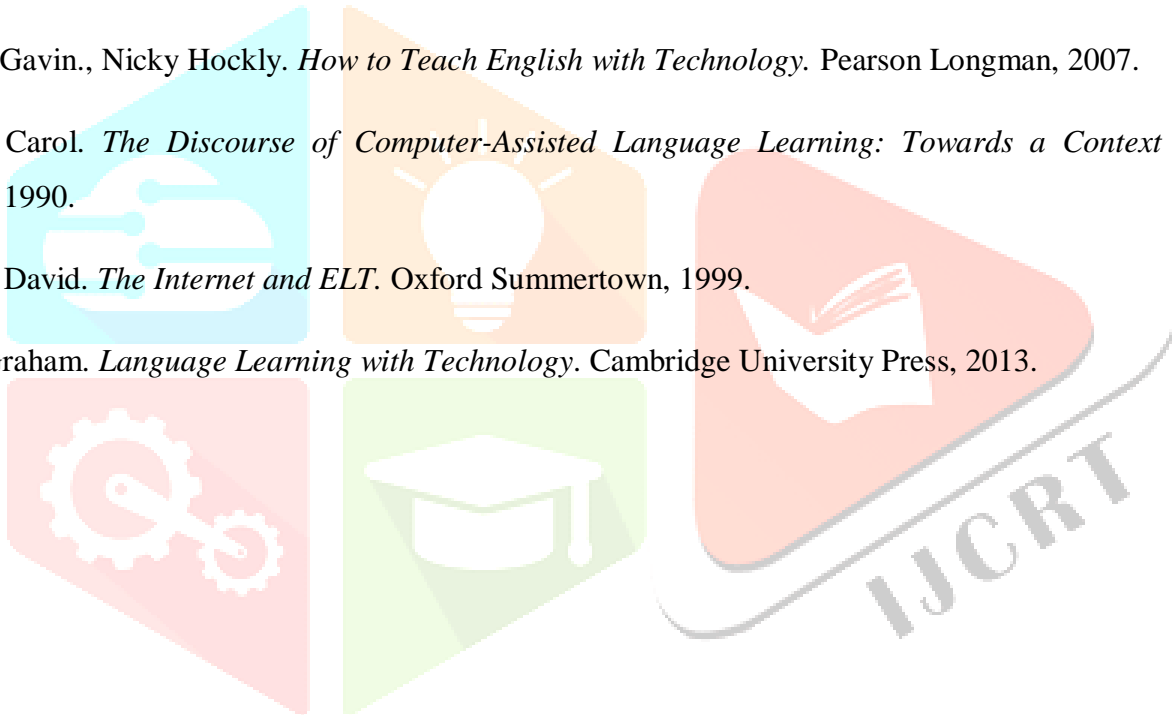 Gavin., Nicky Hockly. How to Teach English with Technology. Pearson Longman, 2007.
Carol. The Discourse of Computer-Assisted Language Learning: Towards a Context
1990.
David. The Internet and ELT. Oxford Summertown, 1999.
raham. Language Learning with Technology. Cambridge University Press, 2013.
IJCRT